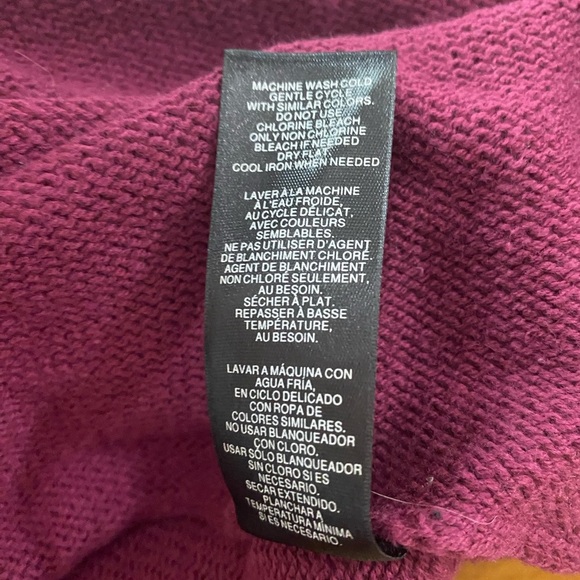 MACHINE WASH COLD
GENTLE CYCLE
WITH SIMILAR COLORS.
DO NOT USE
CHLORINE BLEACH
ONLY NON CHLORINE
BLEACH IF NEEDED
DRY FLAT.
COOL IRON WHEN NEEDED
LAVER À LA MACHINE
À L'EAU FROIDE,
AU CYCLE DÉLICAT,
AVEC COULEURS
SEMBLABLES.
NE PAS UTILISER D'AGENT
DE BLANCHIMENT CHLORÉ.
AGENT DE BLANCHIMENT
NON CHLORÉ SEULEMENT,
AU BESOIN.
SÉCHER À PLAT.
REPASSER À BASSE
TEMPÉRATURE,
AU BESOIN.
LAVAR A MÁQUINA CON
AGUA FRÍA,
EN CICLO DELICADO
CON ROPA DE
COLORES SIMILARES.
NO USAR BLANQUEADOR
CON CLORO.
USAR SÓLO BLANQUEADOR
SIN CLORO SI ES
NECESARIO.
SECAR EXTENDIDO.
PLANCHAR A
TEMPERATURA MÍNIMA
SI ES NECESARIO.